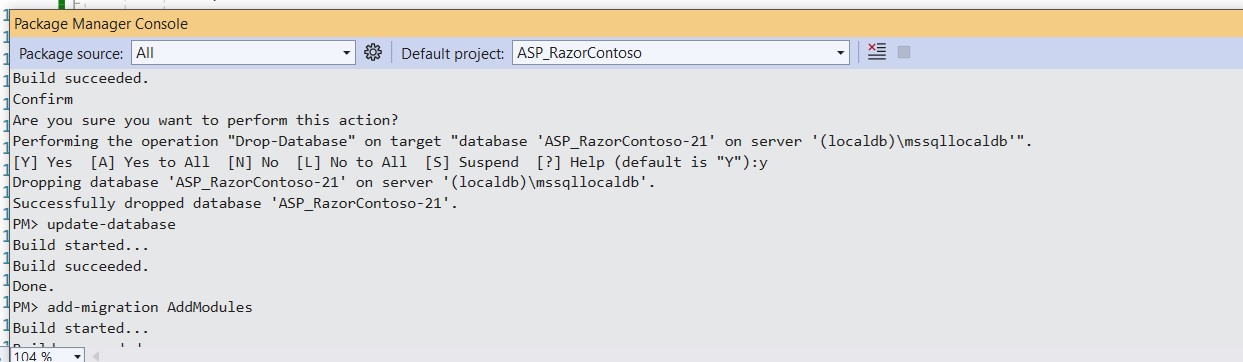 Package Manager Console
Package source: All Default project: ASP_RazorContoso
Build succeeded.
Confirm
Are you sure you want to perform this action?
Performing the operation "Drop-Database" on target "database 'ASP_RazorContoso-21' on server '(localdb)\mssqllocaldb'".
[Y] Yes  [A] Yes to All  [N] No  [L] No to All  [S] Suspend  [?] Help (default is "Y"):y
Dropping database 'ASP_RazorContoso-21' on server '(localdb)\mssqllocaldb'.
Successfully dropped database 'ASP_RazorContoso-21'.
PM> update-database
Build started...
Build succeeded.
Done.
PM> add-migration AddModules
Build started...
104 %